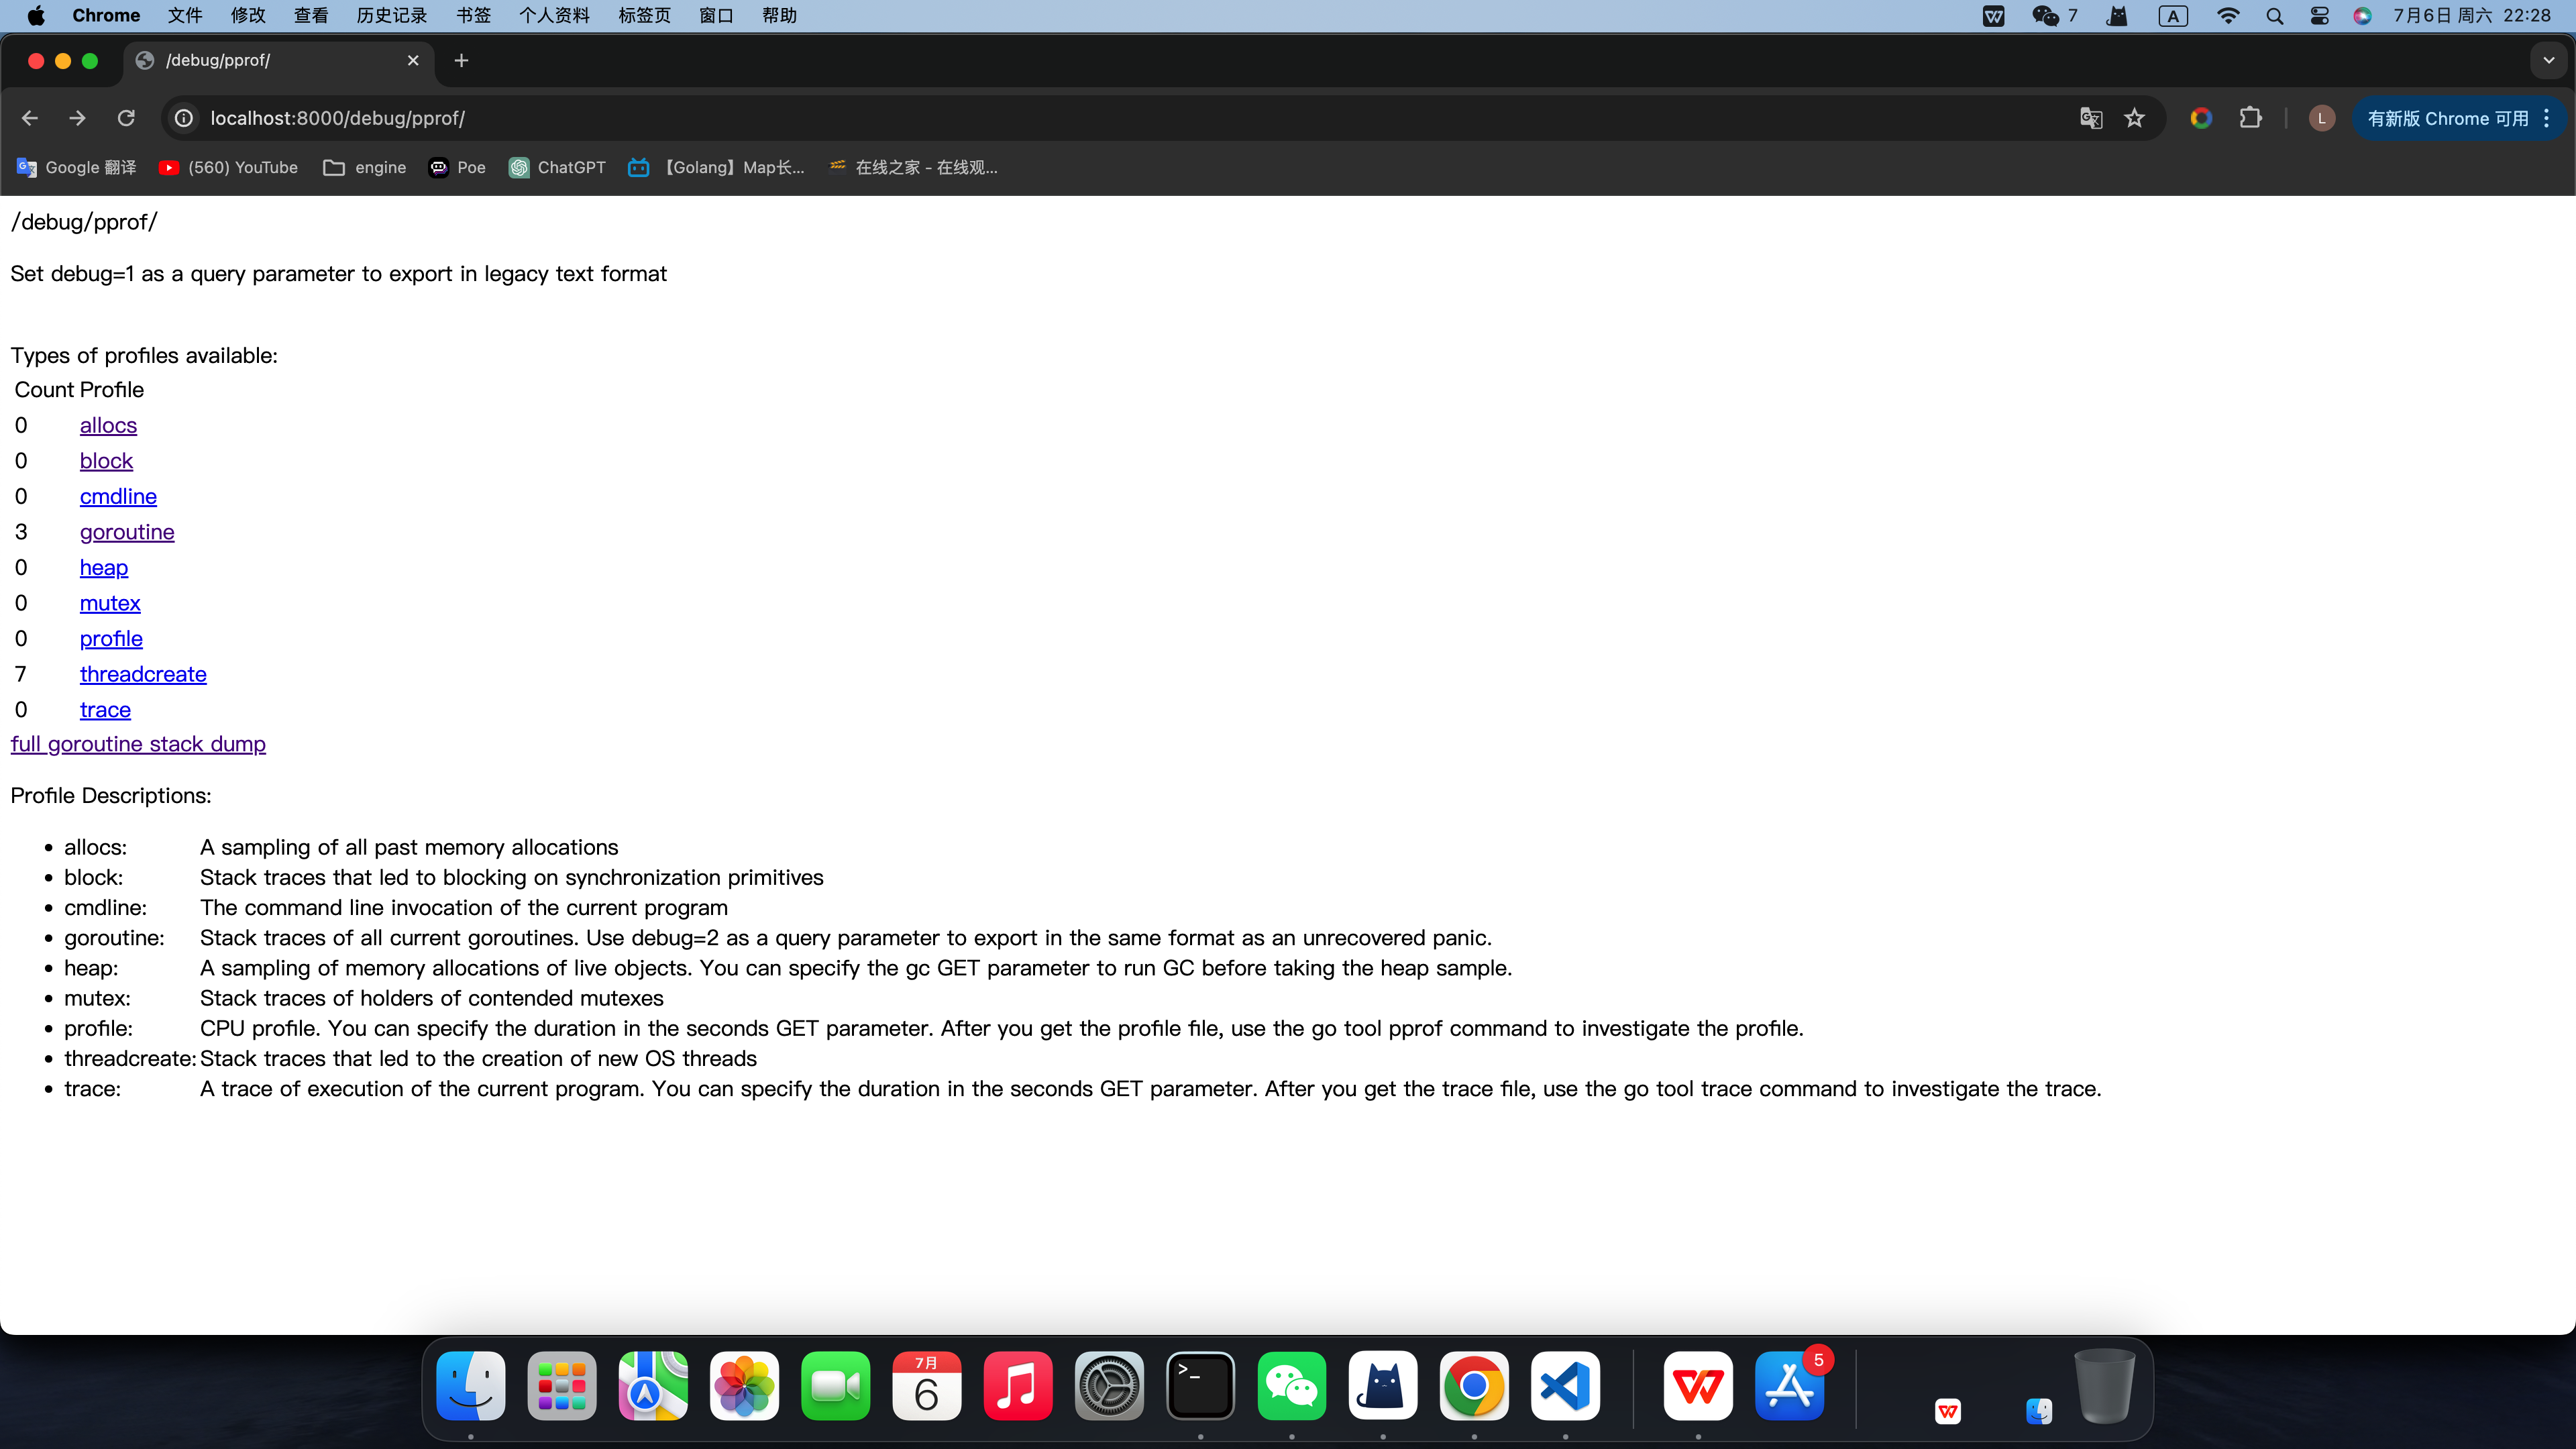 Chrome 文件 修改 查看 历史记录 书签 个人资料 标签页 窗口 帮助 7 A 7月6日 周六 22:28
/debug/pprof/
localhost:8000/debug/pprof/ L 有新版 Chrome 可用
Google 翻译 (560) YouTube engine Poe ChatGPT 【Golang】Map长... 在线之家 - 在线观...
/debug/pprof/
Set debug=1 as a query parameter to export in legacy text format
Types of profiles available:
Count Profile
0 allocs
0 block
0 cmdline
3 goroutine
0 heap
0 mutex
0 profile
7 threadcreate
0 trace
full goroutine stack dump
Profile Descriptions:
• allocs: A sampling of all past memory allocations
• block: Stack traces that led to blocking on synchronization primitives
• cmdline: The command line invocation of the current program
• goroutine: Stack traces of all current goroutines. Use debug=2 as a query parameter to export in the same format as an unrecovered panic.
• heap: A sampling of memory allocations of live objects. You can specify the gc GET parameter to run GC before taking the heap sample.
• mutex: Stack traces of holders of contended mutexes
• profile: CPU profile. You can specify the duration in the seconds GET parameter. After you get the profile file, use the go tool pprof command to investigate the profile.
• threadcreate: Stack traces that led to the creation of new OS threads
• trace: A trace of execution of the current program. You can specify the duration in the seconds GET parameter. After you get the trace file, use the go tool trace command to investigate the trace.
7月
6
>_
5